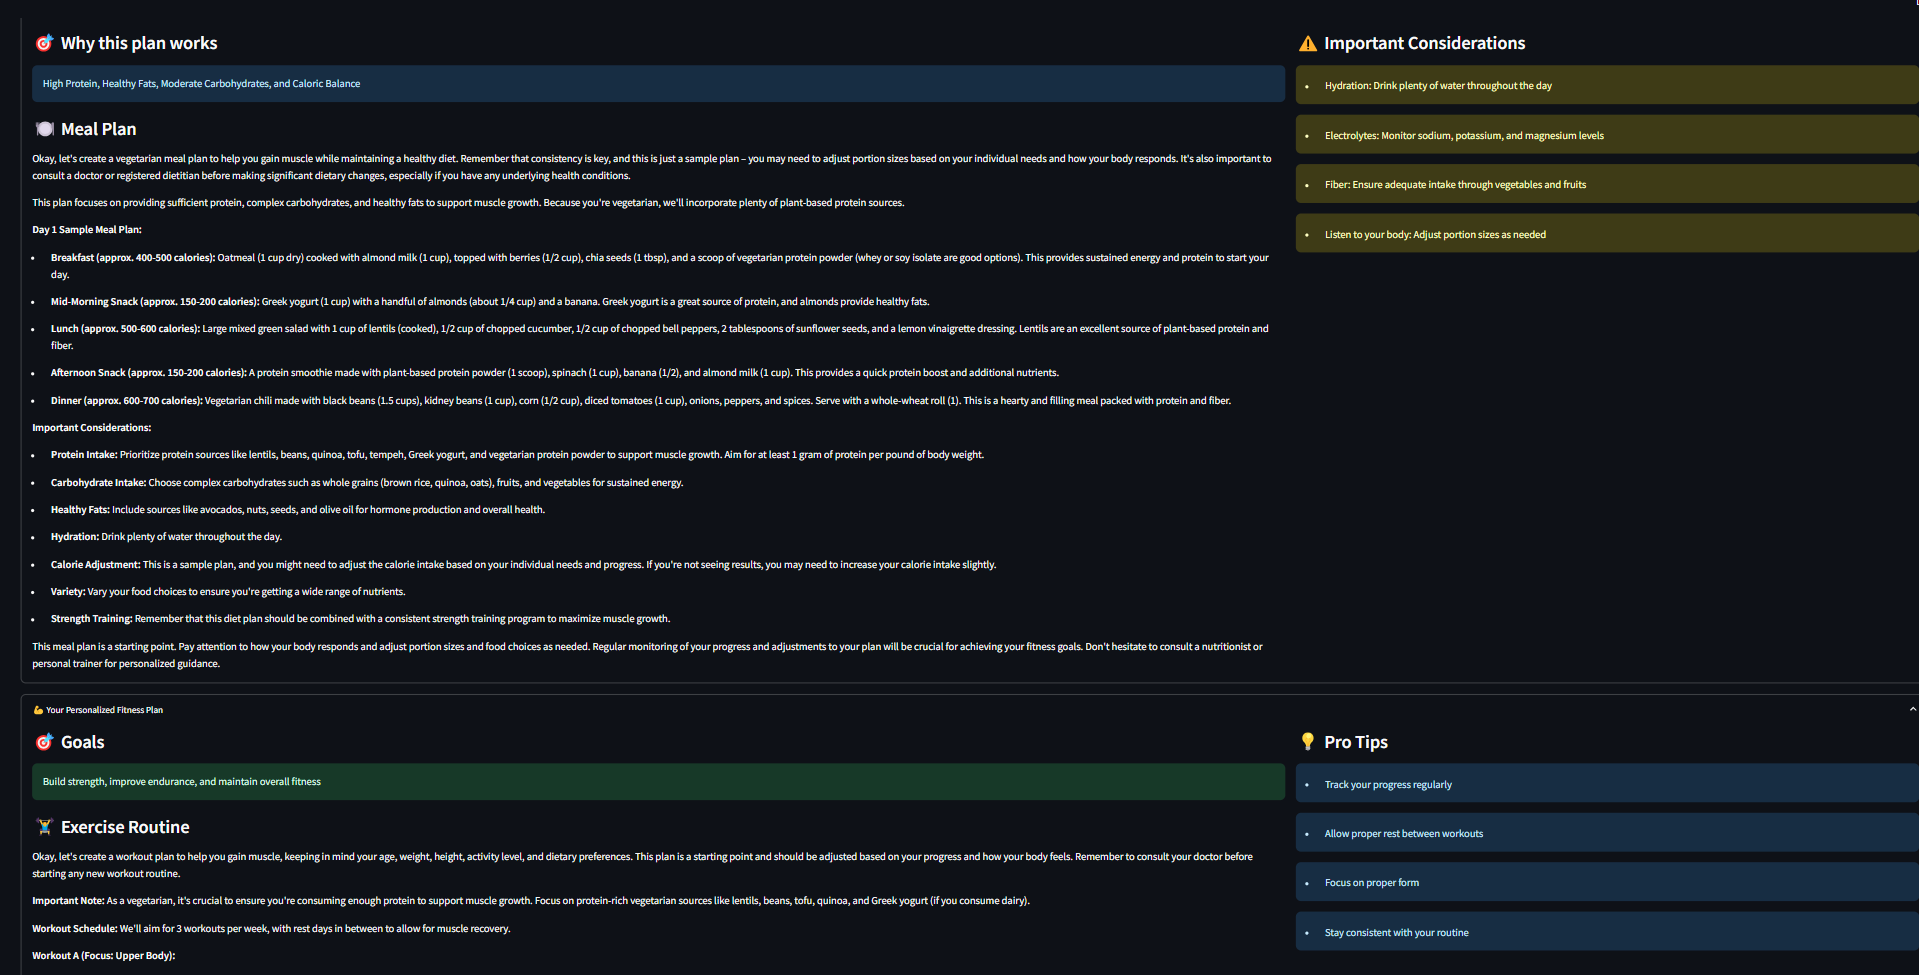 Why this plan works
High Protein, Healthy Fats, Moderate Carbohydrates, and Caloric Balance
Meal Plan
Okay, let's create a vegetarian meal plan to help you gain muscle while maintaining a healthy diet. Remember that consistency is key, and this is just a sample plan – you may need to adjust portion sizes based on your individual needs and how your body responds. It's also important to
consult a doctor or registered dietitian before making significant dietary changes, especially if you have any underlying health conditions.
This plan focuses on providing sufficient protein, complex carbohydrates, and healthy fats to support muscle growth. Because you're vegetarian, we'll incorporate plenty of plant-based protein sources.
Day 1 Sample Meal Plan:
• Breakfast (approx. 400-500 calories): Oatmeal (1 cup dry) cooked with almond milk (1 cup), topped with berries (1/2 cup), chia seeds (1 tbsp), and a scoop of vegetarian protein powder (whey or soy isolate are good options). This provides sustained energy and protein to start your
day.
• Mid-Morning Snack (approx. 150-200 calories): Greek yogurt (1 cup) with a handful of almonds (about 1/4 cup) and a banana. Greek yogurt is a great source of protein, and almonds provide healthy fats.
• Lunch (approx. 500-600 calories): Large mixed green salad with 1 cup of lentils (cooked), 1/2 cup of chopped cucumber, 1/2 cup of chopped bell peppers, 2 tablespoons of sunflower seeds, and a lemon vinaigrette dressing. Lentils are an excellent source of plant-based protein and
fiber.
• Afternoon Snack (approx. 150-200 calories): A protein smoothie made with plant-based protein powder (1 scoop), spinach (1 cup), banana (1/2), and almond milk (1 cup). This provides a quick protein boost and additional nutrients.
• Dinner (approx. 600-700 calories): Vegetarian chili made with black beans (1.5 cups), kidney beans (1 cup), corn (1/2 cup), diced tomatoes (1 cup), onions, peppers, and spices. Serve with a whole-wheat roll (1). This is a hearty and filling meal packed with protein and fiber.
Important Considerations:
• Protein Intake: Prioritize protein sources like lentils, beans, quinoa, tofu, tempeh, Greek yogurt, and vegetarian protein powder to support muscle growth. Aim for at least 1 gram of protein per pound of body weight.
• Carbohydrate Intake: Choose complex carbohydrates such as whole grains (brown rice, quinoa, oats), fruits, and vegetables for sustained energy.
• Healthy Fats: Include sources like avocados, nuts, seeds, and olive oil for hormone production and overall health.
• Hydration: Drink plenty of water throughout the day.
• Calorie Adjustment: This is a sample plan, and you might need to adjust the calorie intake based on your individual needs and progress. If you're not seeing results, you may need to increase your calorie intake slightly.
• Variety: Vary your food choices to ensure you're getting a wide range of nutrients.
• Strength Training: Remember that this diet plan should be combined with a consistent strength training program to maximize muscle growth.
This meal plan is a starting point. Pay attention to how your body responds and adjust portion sizes and food choices as needed. Regular monitoring of your progress and adjustments to your plan will be crucial for achieving your fitness goals. Don't hesitate to consult a nutritionist or
personal trainer for personalized guidance.
Important Considerations
• Hydration: Drink plenty of water throughout the day
• Electrolytes: Monitor sodium, potassium, and magnesium levels
• Fiber: Ensure adequate intake through vegetables and fruits
• Listen to your body: Adjust portion sizes as needed
Your Personalized Fitness Plan
Goals
Build strength, improve endurance, and maintain overall fitness
Exercise Routine
Okay, let's create a workout plan to help you gain muscle, keeping in mind your age, weight, height, activity level, and dietary preferences. This plan is a starting point and should be adjusted based on your progress and how your body feels. Remember to consult your doctor before
starting any new workout routine.
Important Note: As a vegetarian, it's crucial to ensure you're consuming enough protein to support muscle growth. Focus on protein-rich vegetarian sources like lentils, beans, tofu, quinoa, and Greek yogurt (if you consume dairy).
Workout Schedule: We'll aim for 3 workouts per week, with rest days in between to allow for muscle recovery.
Workout A (Focus: Upper Body):
Pro Tips
• Track your progress regularly
• Allow proper rest between workouts
• Focus on proper form
• Stay consistent with your routine